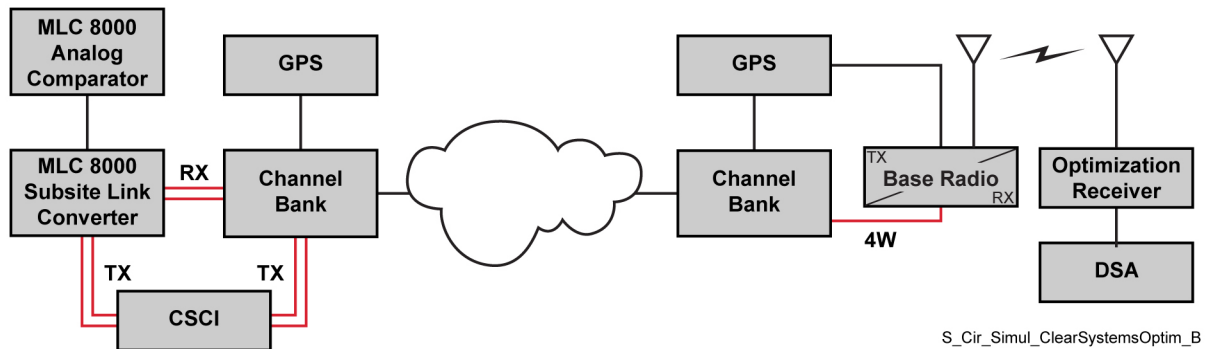 MLC 8000
Analog
Comparator
GPS
MLC 8000
Subsite Link
Converter
RX
Channel
Bank
TX
TX
CSCI
GPS
Channel
Bank
4W
TX
Base Radio
RX
Optimization
Receiver
DSA
S_Cir_Simul_ClearSystemsOptim_B